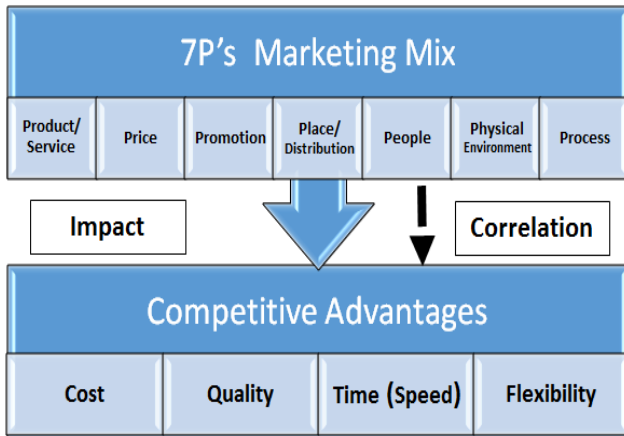 7P's Marketing Mix
Product/
Service
Price
Promotion
Place/
Distribution
People
Physical
Environment
Process
Impact
Correlation
Competitive Advantages
Cost
Quality
Time (Speed)
Flexibility